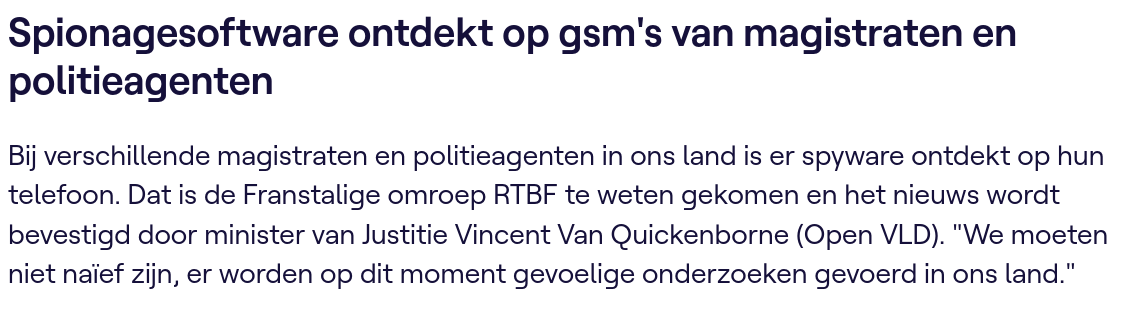 Spionagesoftware ontdekt op gsm's van magistraten en
politieagenten
Bij verschillende magistraten en politieagenten in ons land is er spyware ontdekt op hun
telefoon. Dat is de Franstalige omroep RTBF te weten gekomen en het nieuws wordt
bevestigd door minister van Justitie Vincent Van Quickenborne (Open VLD). "We moeten
niet naïef zijn, er worden op dit moment gevoelige onderzoeken gevoerd in ons land."